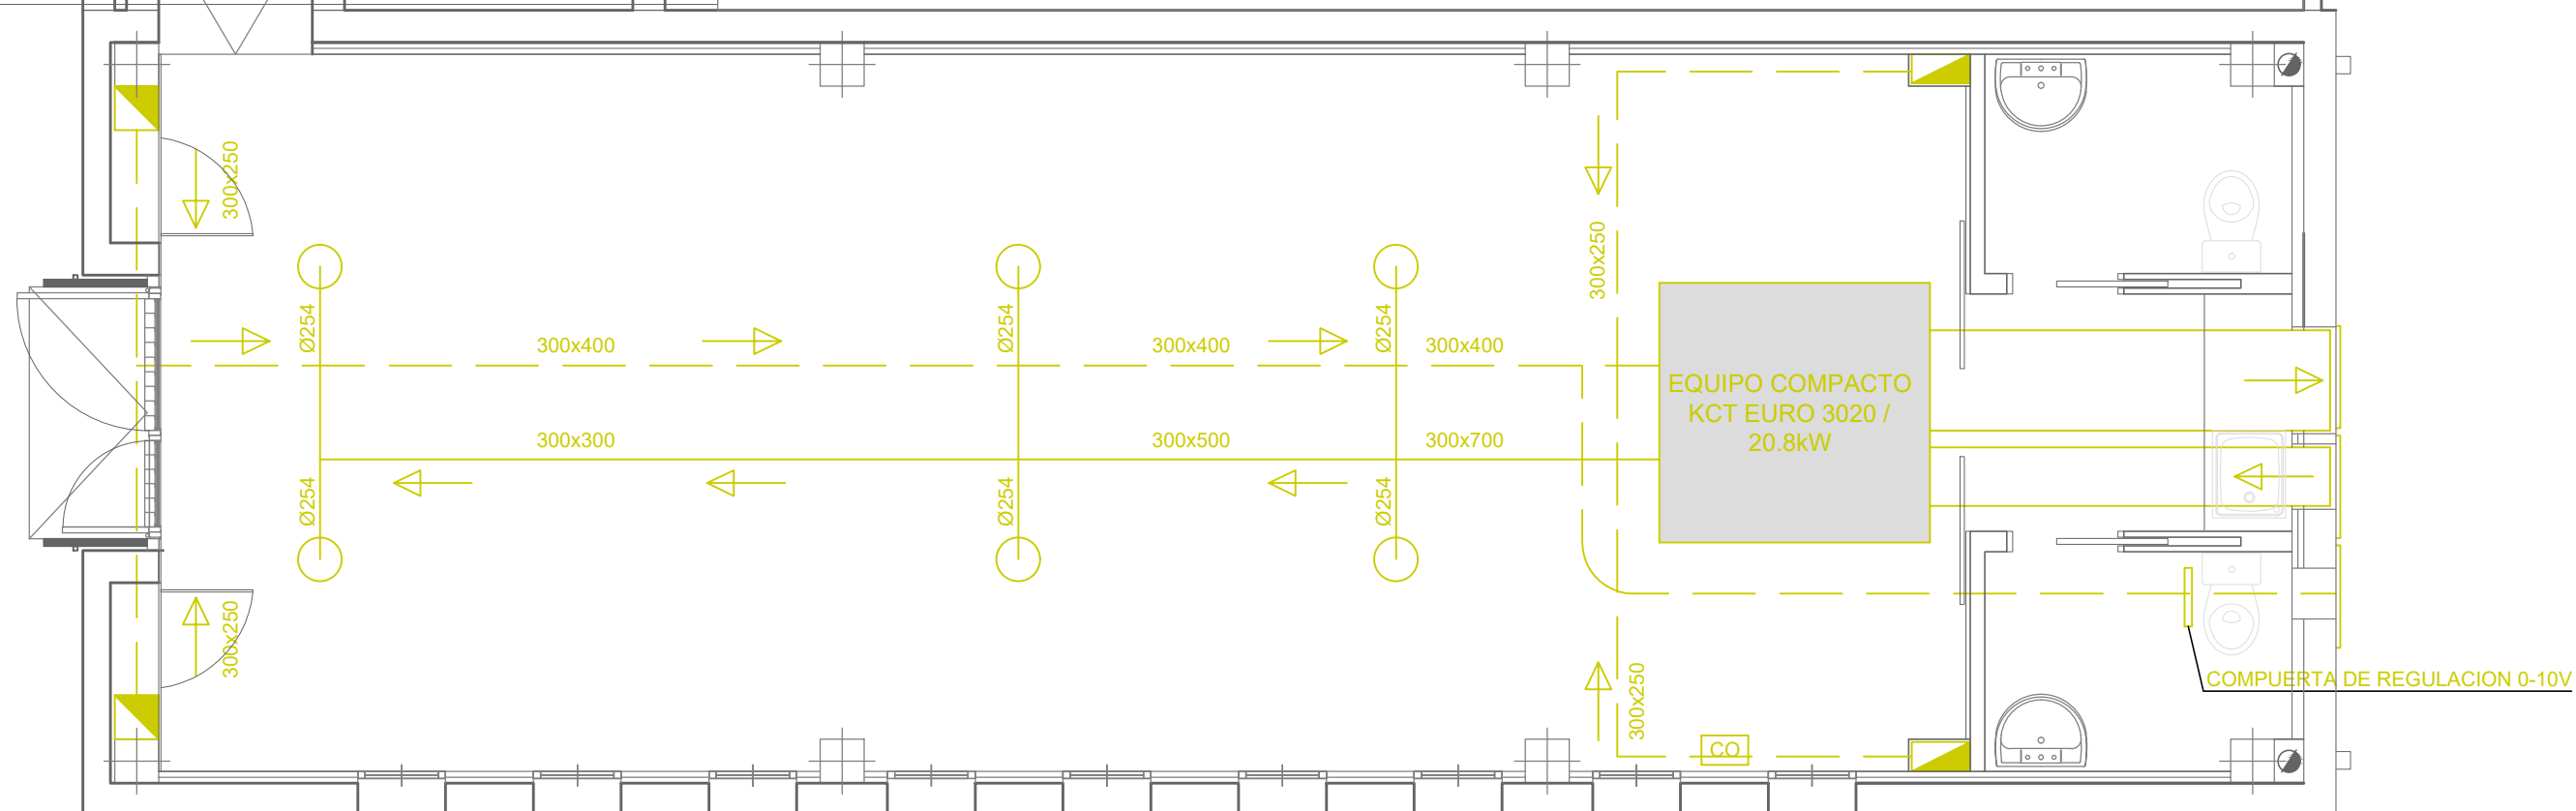 300x250
300x250
Ø254
Ø254
Ø254
300x400
300x400
300x400
EQUIPO COMPACTO
KCT EURO 3020 /
20.8kW
300x300
300x500
300x700
Ø254
Ø254
Ø254
300x250
300x250
COMPUERTA DE REGULACION 0-10V
CO